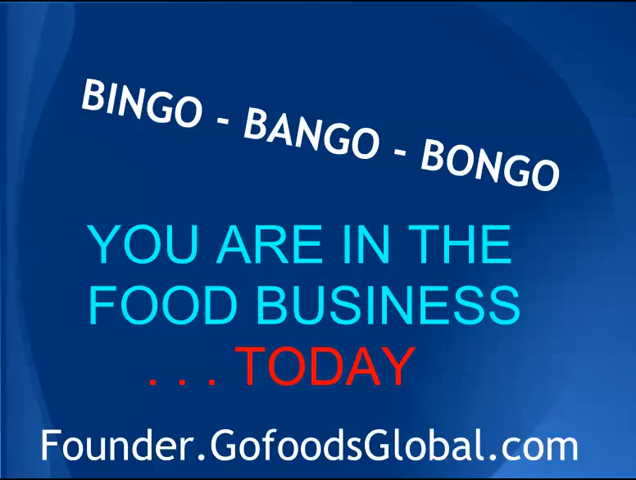 BINGO - BANGO - BONGO
YOU ARE IN THE
FOOD BUSINESS
. . . TODAY
Founder.GofoodsGlobal.com